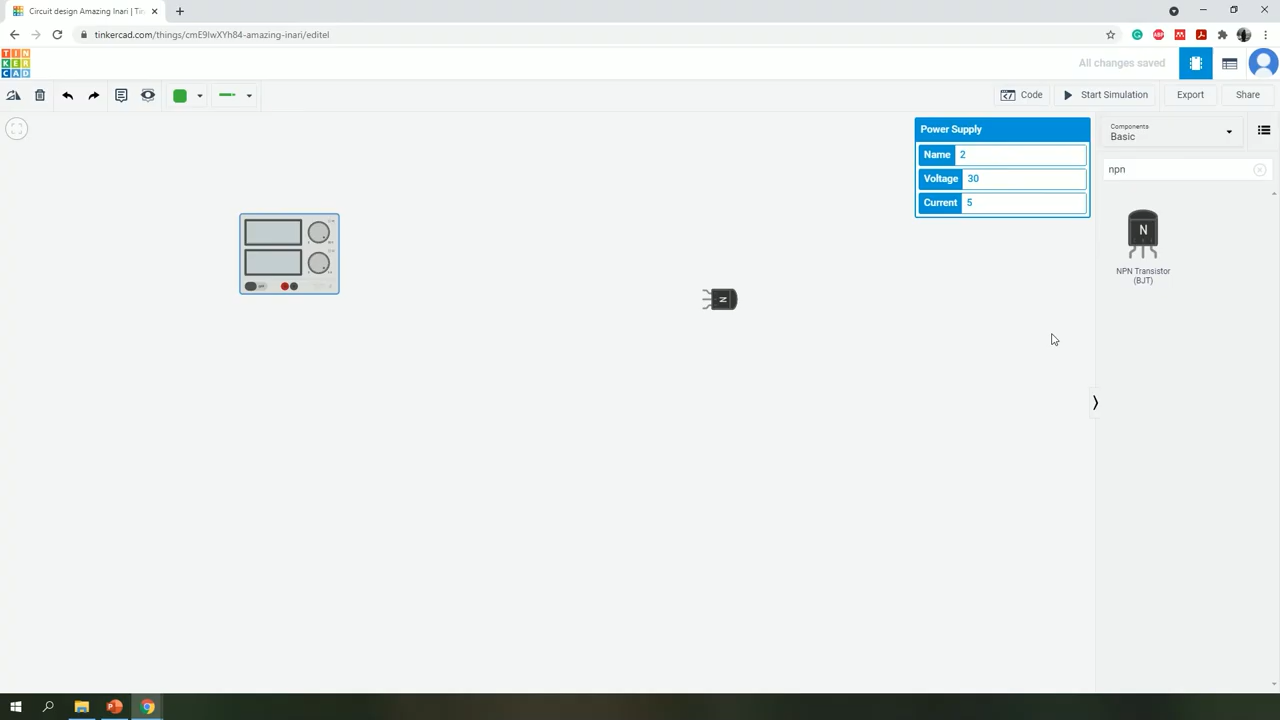 Circuit design Amazing Inari | Tin
tinkercad.com/things/cmE9IwXYh84-amazing-inari/editel
TIN
KER
CAD
All changes saved
Code
Start Simulation
Export
Share
Power Supply
Name 2
Voltage 30
Current 5
Components
Basic
npn
N
NPN Transistor
(BJT)
N